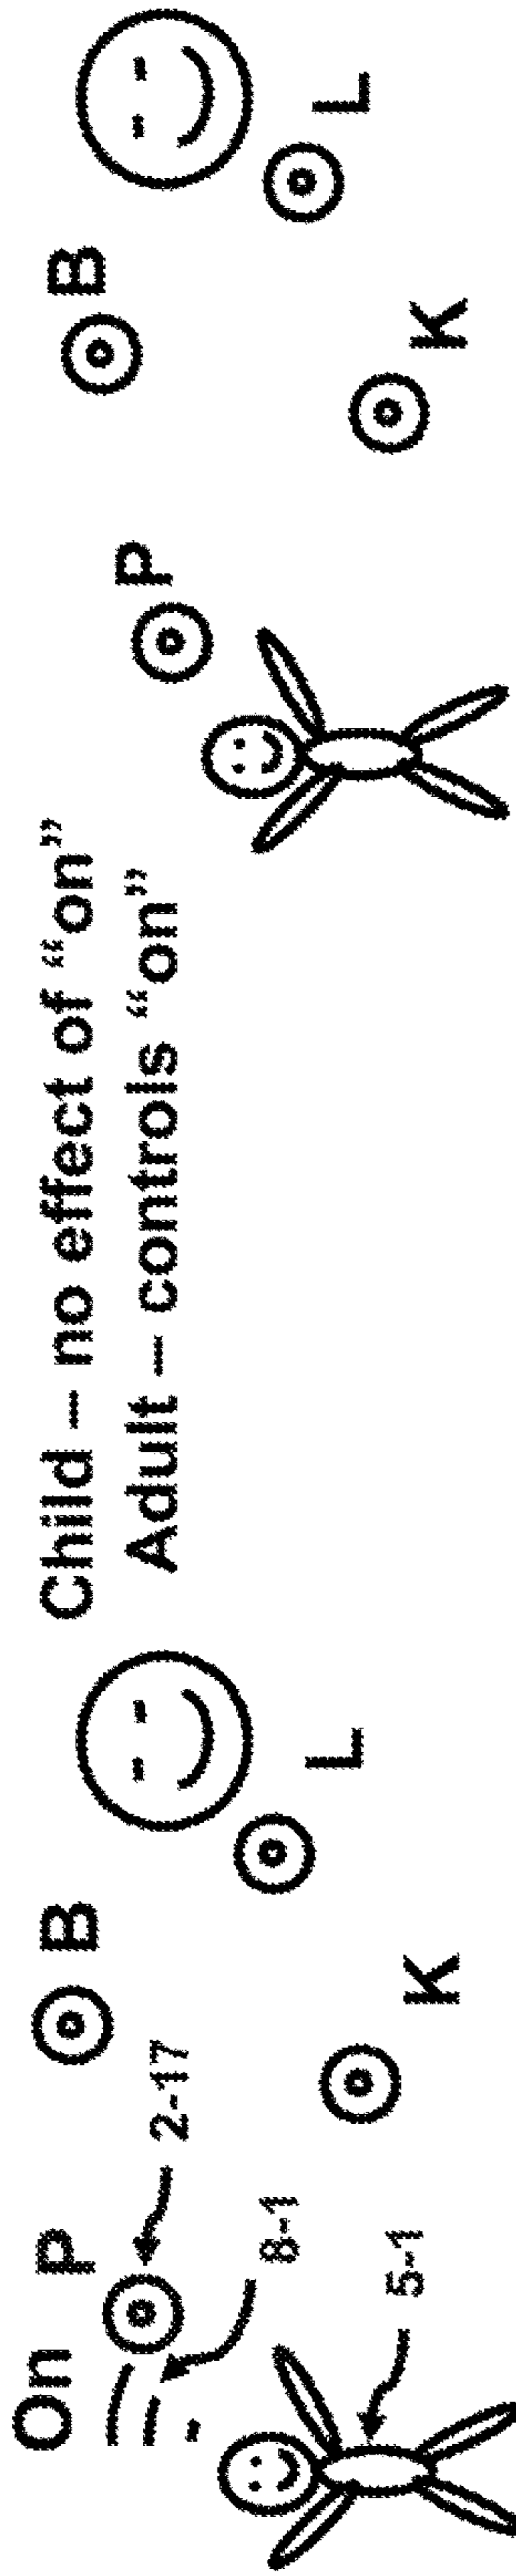 On
P
B
2-17
8-1
5-1
K
L
Child – no effect of “on”
Adult – controls “on”
P
B
K
L